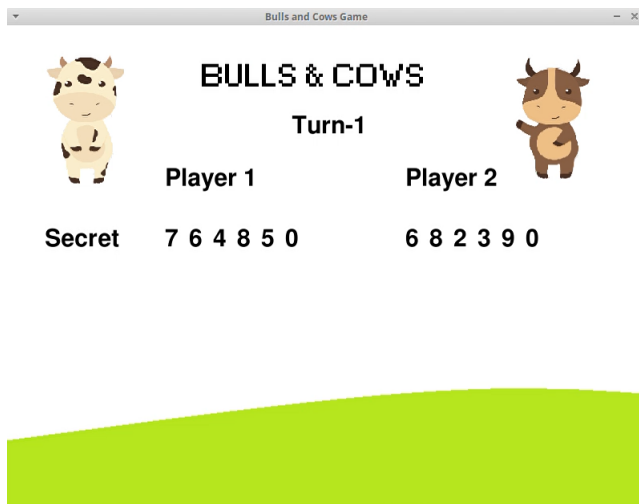 Bulls and Cows Game
BULLS & COWS
Turn-1
Player 1 Player 2
Secret 7 6 4 8 5 0 6 8 2 3 9 0